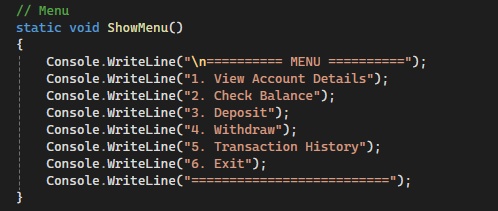 // Menu
static void ShowMenu()
{
    Console.WriteLine("\n========== MENU ==========");
    Console.WriteLine("1. View Account Details");
    Console.WriteLine("2. Check Balance");
    Console.WriteLine("3. Deposit");
    Console.WriteLine("4. Withdraw");
    Console.WriteLine("5. Transaction History");
    Console.WriteLine("6. Exit");
    Console.WriteLine("==========================");
}